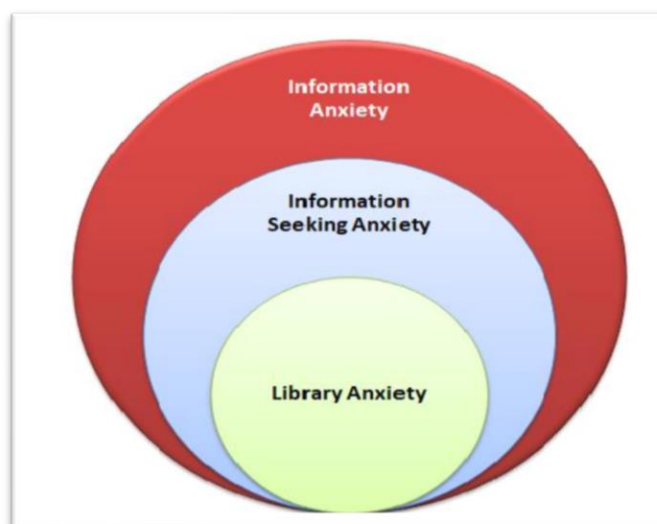 Information
Anxiety
Information
Seeking Anxiety
Library Anxiety